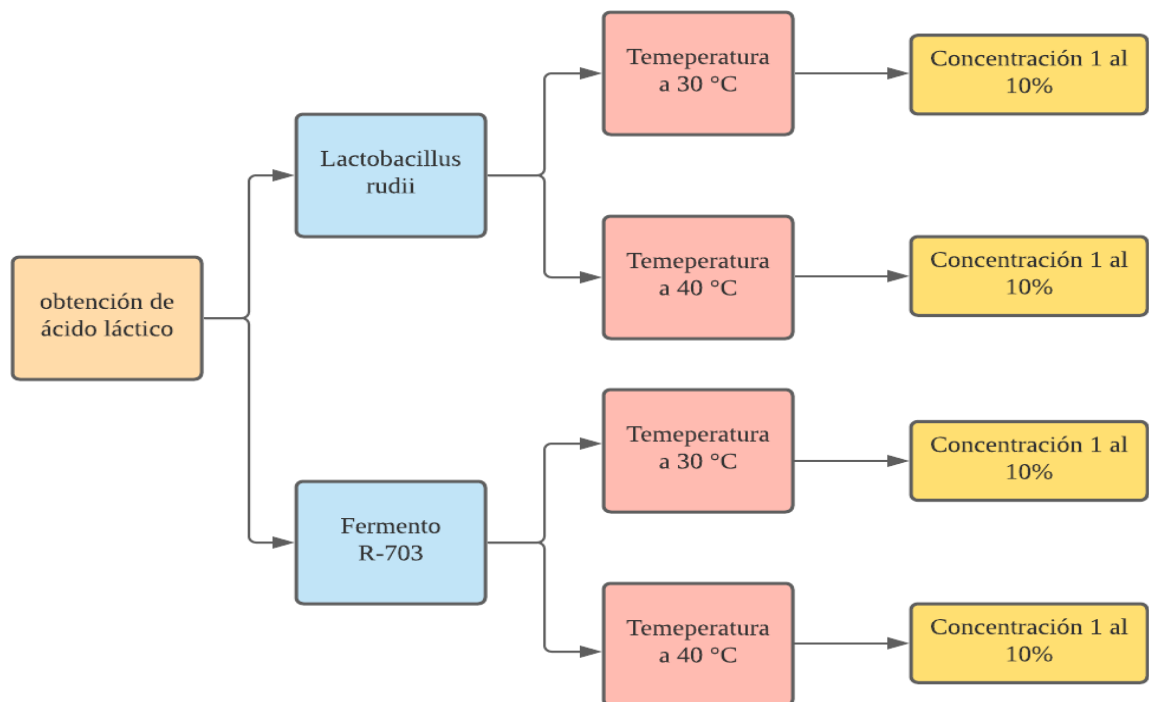 obtención de
ácido láctico
Lactobacillus
rudii
Temeperatura
a 30 °C
Concentración 1 al
10%
Temeperatura
a 40 °C
Concentración 1 al
10%
Fermento
R-703
Temeperatura
a 30 °C
Concentración 1 al
10%
Temeperatura
a 40 °C
Concentración 1 al
10%